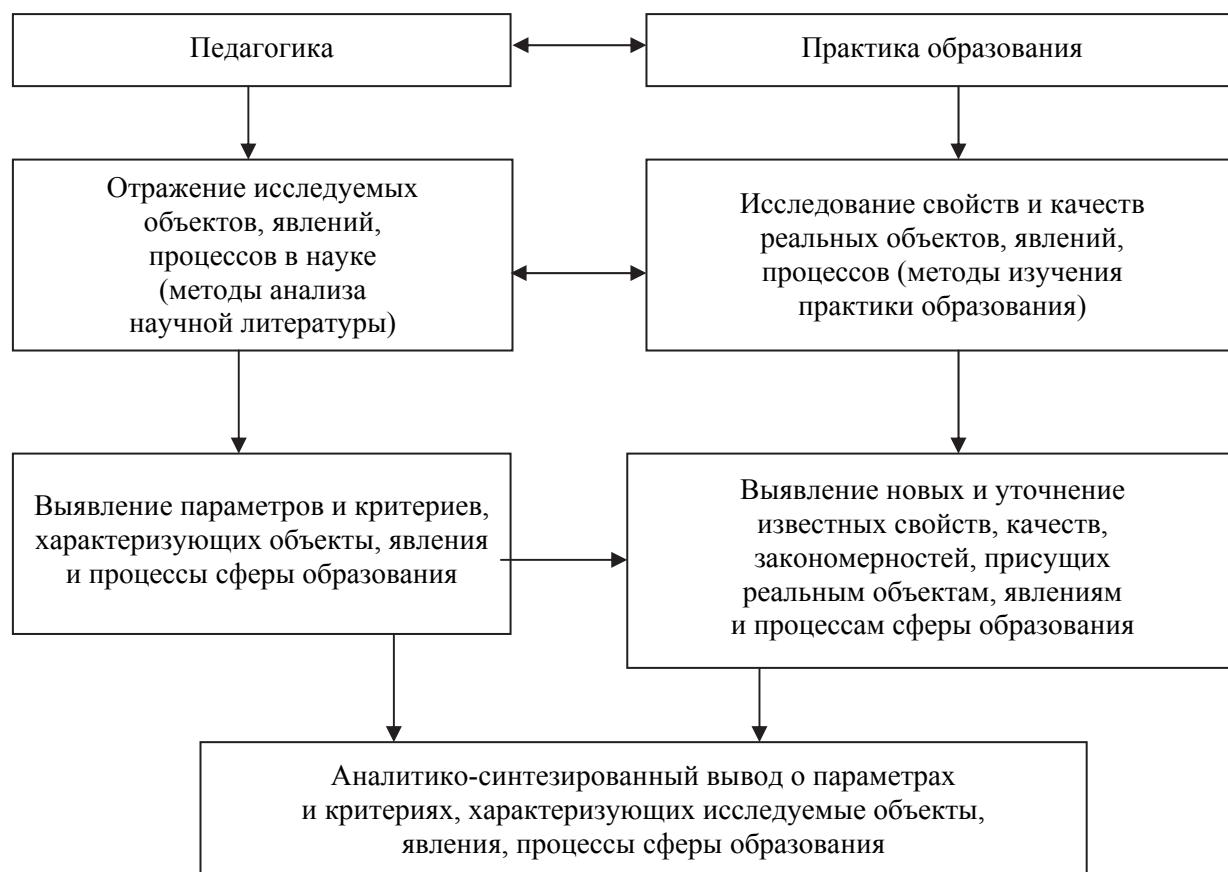 Педагогика
Практика образования
Отражение исследуемых
объектов, явлений,
процессов в науке
(методы анализа
научной литературы)
Исследование свойств и качеств
реальных объектов, явлений,
процессов (методы изучения
практики образования)
Выявление параметров и критериев,
характеризующих объекты, явления
и процессы сферы образования
Выявление новых и уточнение
известных свойств, качеств,
закономерностей, присущих
реальным объектам, явлениям
и процессам сферы образования
Аналитико-синтезированный вывод о параметрах
и критериях, характеризующих исследуемые объекты,
явления, процессы сферы образования